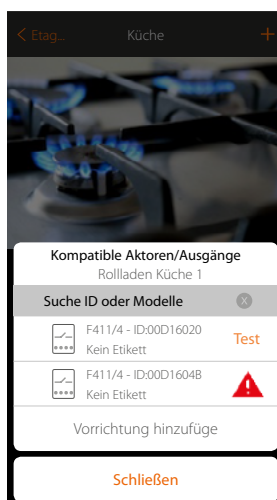 < Etag... Küche +
Kompatible Aktoren/Ausgänge
Rollladen Küche 1
Suche ID oder Modelle X
F411/4 - ID:00D16020
Kein Etikett
Test
F411/4 - ID:00D1604B
Kein Etikett
Vorrichtung hinzufüge
Schließen